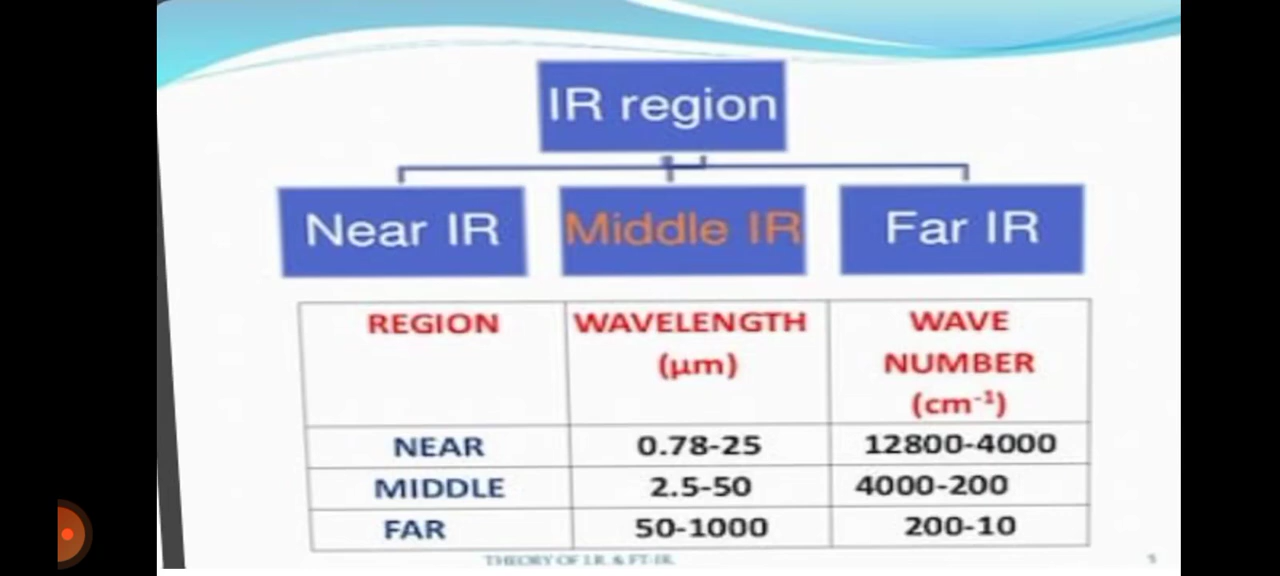 IR region
Near IR
Middle IR
Far IR
REGION
WAVELENGTH
(µm)
WAVE
NUMBER
(cm⁻¹)
NEAR
0.78-25
12800-4000
MIDDLE
2.5-50
4000-200
FAR
50-1000
200-10
THEORY OF I.R. & FT-IR.
5